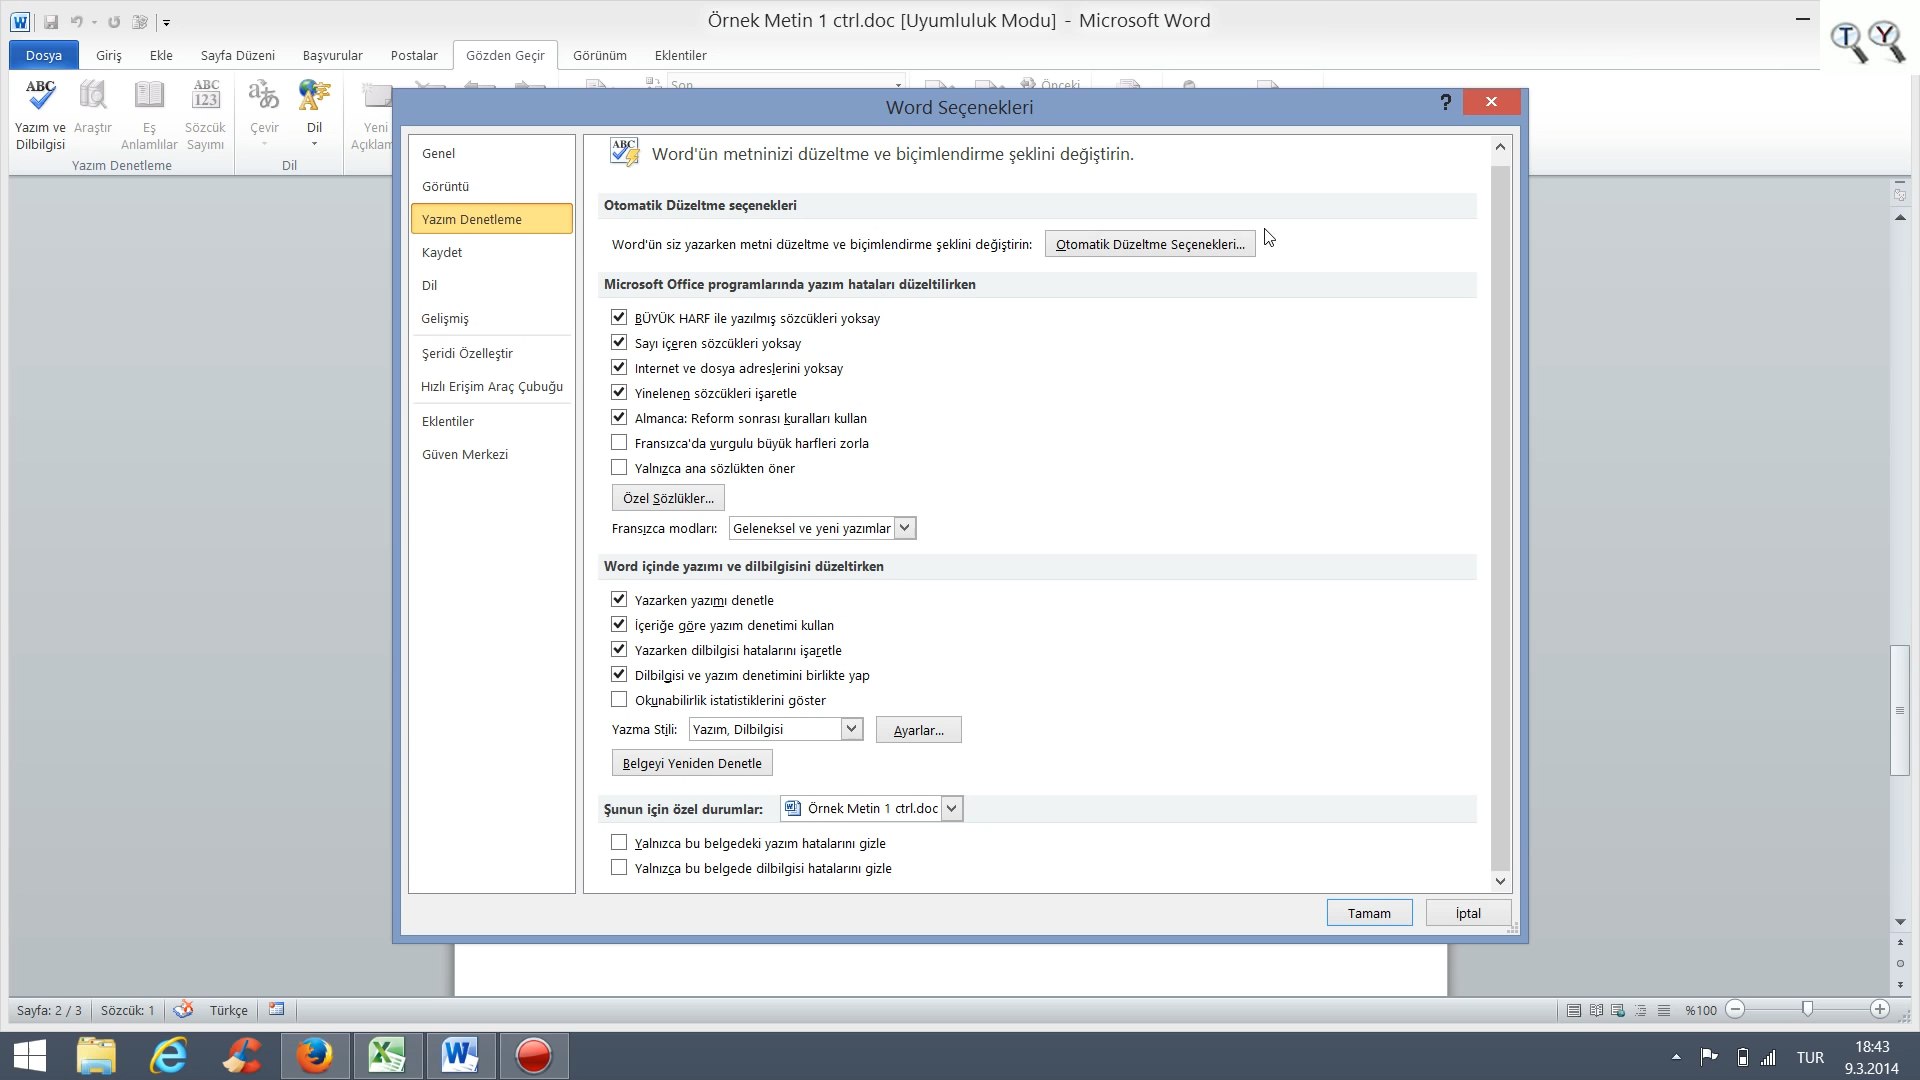 Örnek Metin 1 ctrl.doc [Uyumluluk Modu] - Microsoft Word
Dosya Giriş Ekle Sayfa Düzeni Başvurular Postalar Gözden Geçir Görünüm Eklentiler
T Y
Son
Önceki
ABC
Yazım ve Dilbilgisi
Araştır
Eş Anlamlılar
ABC 123
Sözcük Sayımı
Çevir
Dil
Yeni
Yazım Denetleme
Dil
Word Seçenekleri
Genel
Görüntü
Yazım Denetleme
Kaydet
Dil
Gelişmiş
Şeridi Özelleştir
Hızlı Erişim Araç Çubuğu
Eklentiler
Güven Merkezi
ABC
Word'ün metninizi düzeltme ve biçimlendirme şeklini değiştirin.
Otomatik Düzeltme seçenekleri
Word'ün siz yazarken metni düzeltme ve biçimlendirme şeklini değiştirin: Otomatik Düzeltme Seçenekleri...
Microsoft Office programlarında yazım hataları düzeltilirken
BÜYÜK HARF ile yazılmış sözcükleri yoksay
Sayı içeren sözcükleri yoksay
Internet ve dosya adreslerini yoksay
Yinelenen sözcükleri işaretle
Almanca: Reform sonrası kuralları kullan
Fransızca'da vurgulu büyük harfleri zorla
Yalnızca ana sözlükten öner
Özel Sözlükler...
Fransızca modları: Geleneksel ve yeni yazımlar
Word içinde yazımı ve dilbilgisini düzeltirken
Yazarken yazımı denetle
İçeriğe göre yazım denetimi kullan
Yazarken dilbilgisi hatalarını işaretle
Dilbilgisi ve yazım denetimini birlikte yap
Okunabilirlik istatistiklerini göster
Yazma Stili: Yazım, Dilbilgisi Ayarlar...
Belgeyi Yeniden Denetle
Şunun için özel durumlar: Örnek Metin 1 ctrl.doc
Yalnızca bu belgedeki yazım hatalarını gizle
Yalnızca bu belgede dilbilgisi hatalarını gizle
Tamam İptal
Sayfa: 2 / 3 Sözcük: 1 Türkçe %100
TUR
18:43
9.3.2014